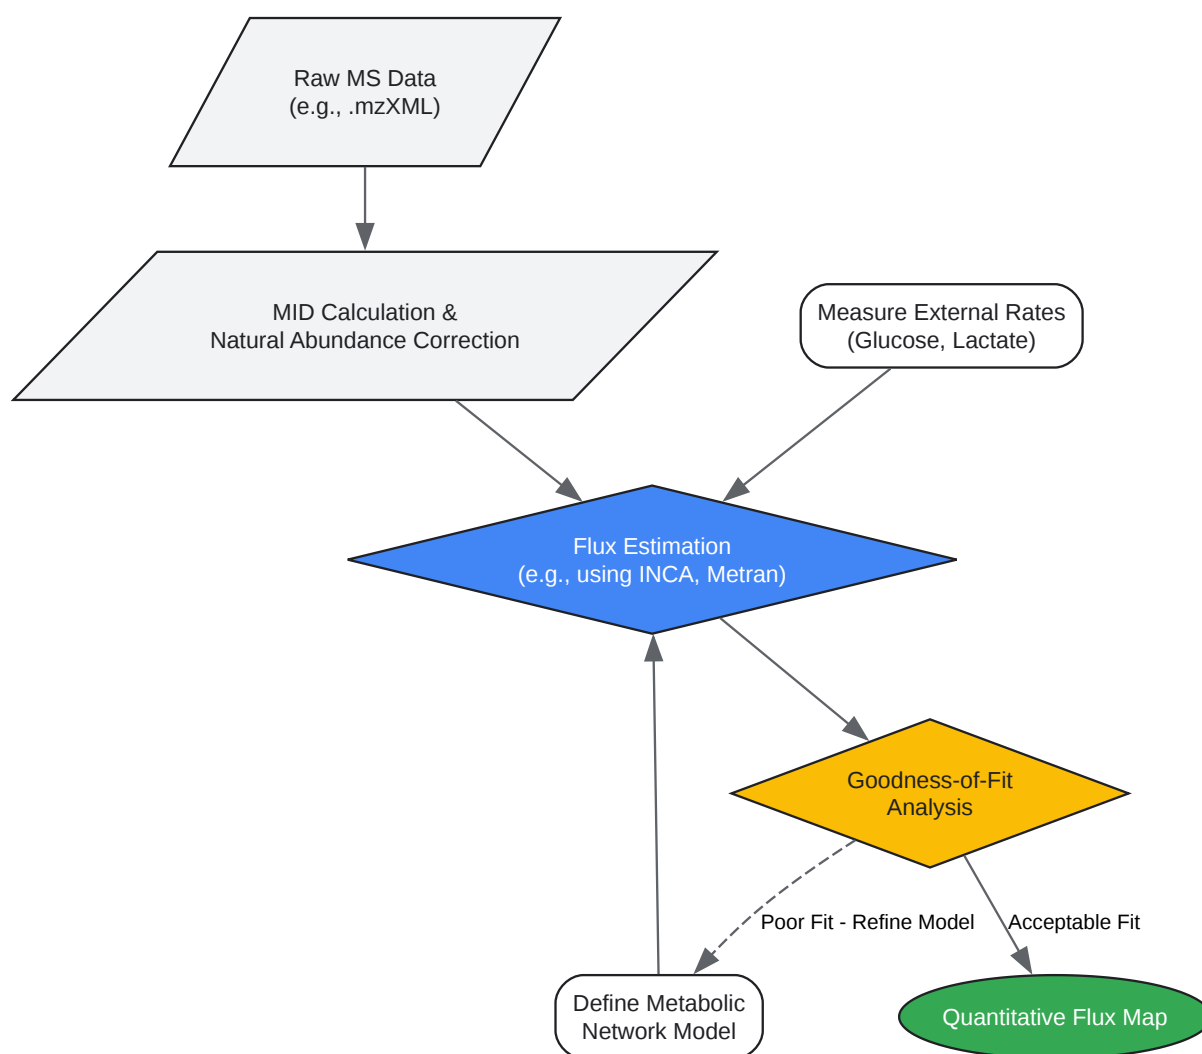 Raw MS Data
(e.g., .mzXML)
MID Calculation &
Natural Abundance Correction
Measure External Rates
(Glucose, Lactate)
Flux Estimation
(e.g., using INCA, Metran)
Goodness-of-Fit
Analysis
Poor Fit - Refine Model
Acceptable Fit
Define Metabolic
Network Model
Quantitative Flux Map